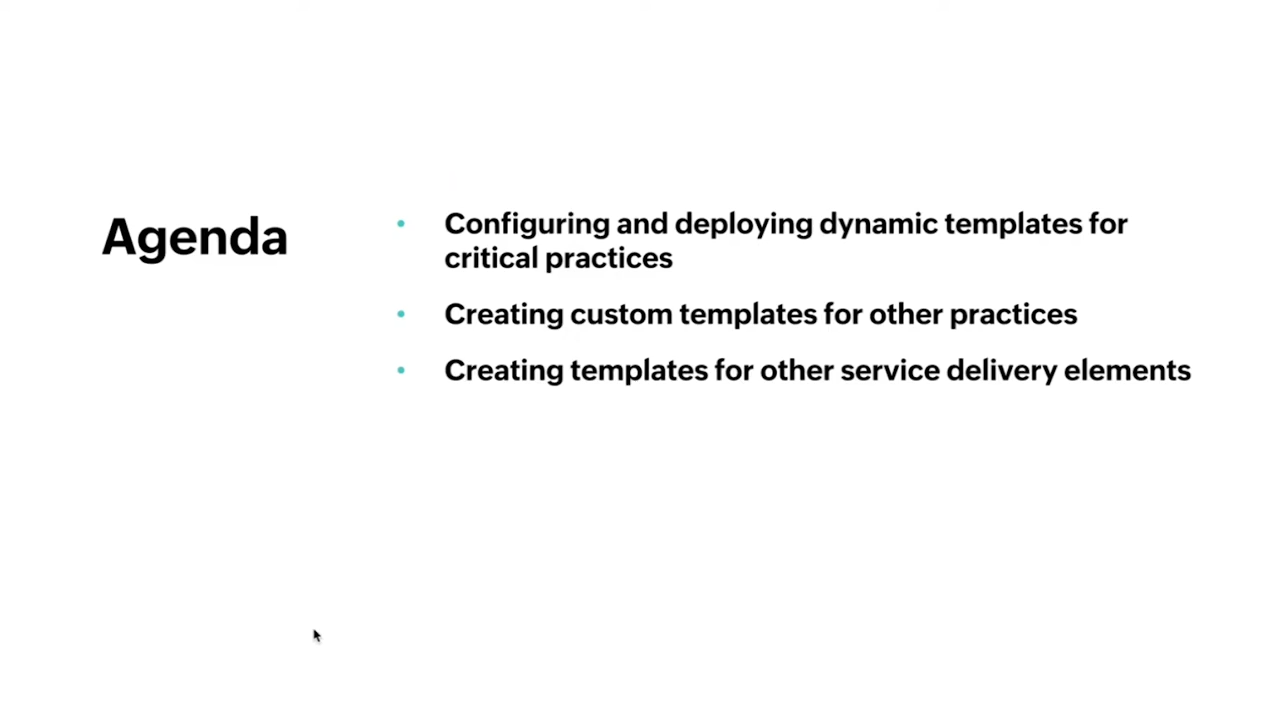 Agenda
• Configuring and deploying dynamic templates for
critical practices
• Creating custom templates for other practices
• Creating templates for other service delivery elements